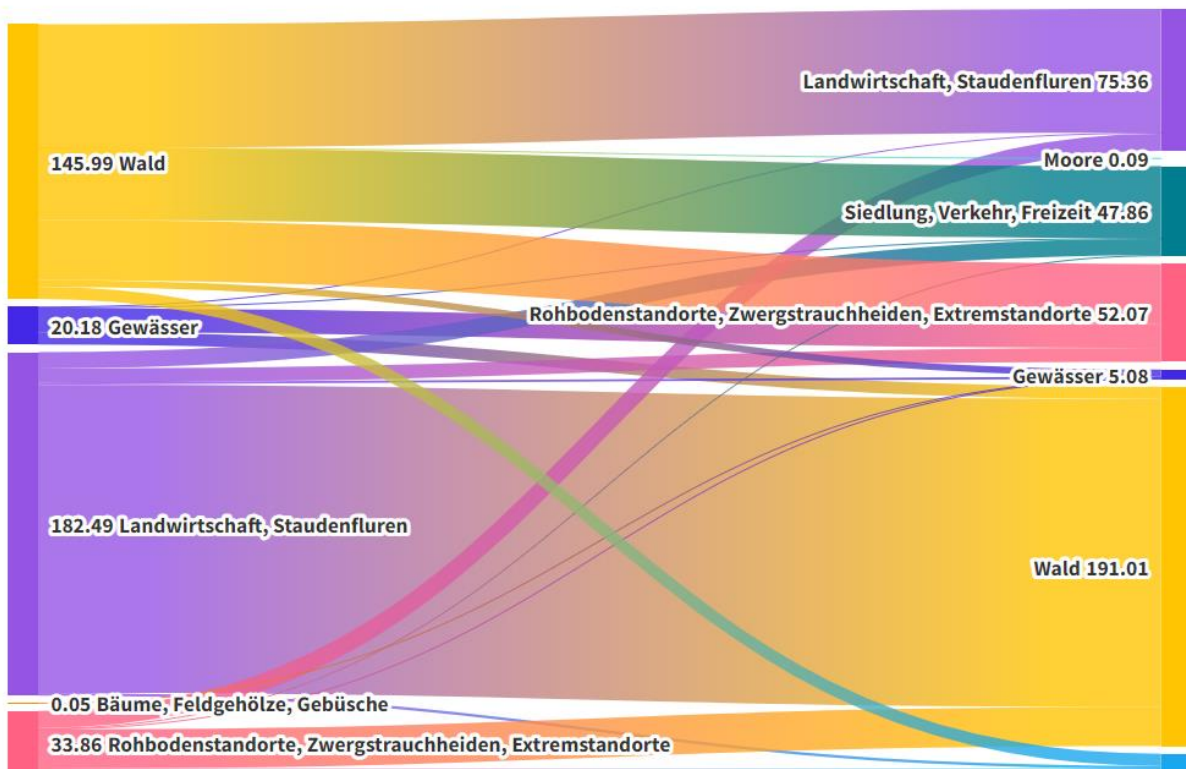 Landwirtschaft, Staudenfluren 75.36
Moore 0.09
145.99 Wald
Siedlung, Verkehr, Freizeit 47.86
Rohbodenstandorte, Zwergstrauchheiden, Extremstandorte 52.07
20.18 Gewässer
Gewässer 5.08
182.49 Landwirtschaft, Staudenfluren
Wald 191.01
0.05 Bäume, Feldgehölze, Gebüsche
33.86 Rohbodenstandorte, Zwergstrauchheiden, Extremstandorte